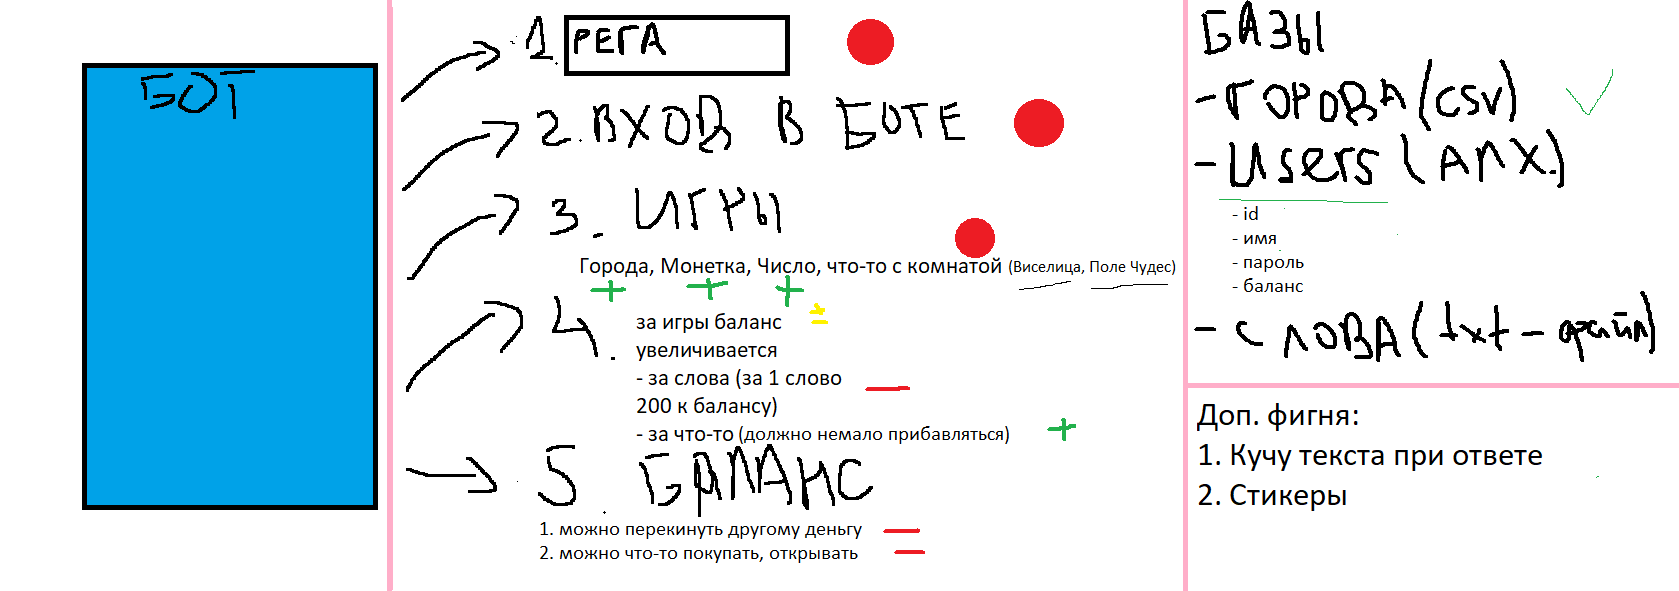 БОТ
1. РЕГА
2. ВХОД В БОТЕ
3. ИГРЫ
Города, Монетка, Число, что-то с комнатой (Виселица, Поле Чудес)
4.
за игры баланс
увеличивается
- за слова (за 1 слово
200 к балансу)
- за что-то (должно немало прибавляться)
5. БАЛАНС
1. можно перекинуть другому деньгу
2. можно что-то покупать, открывать
БАЗЫ
- ГОРОДА (csv)
- Users (АЛХ.)
- id
- имя
- пароль
- баланс
- СЛОВА (txt - файл)
Доп. фигня:
1. Кучу текста при ответе
2. Стикеры